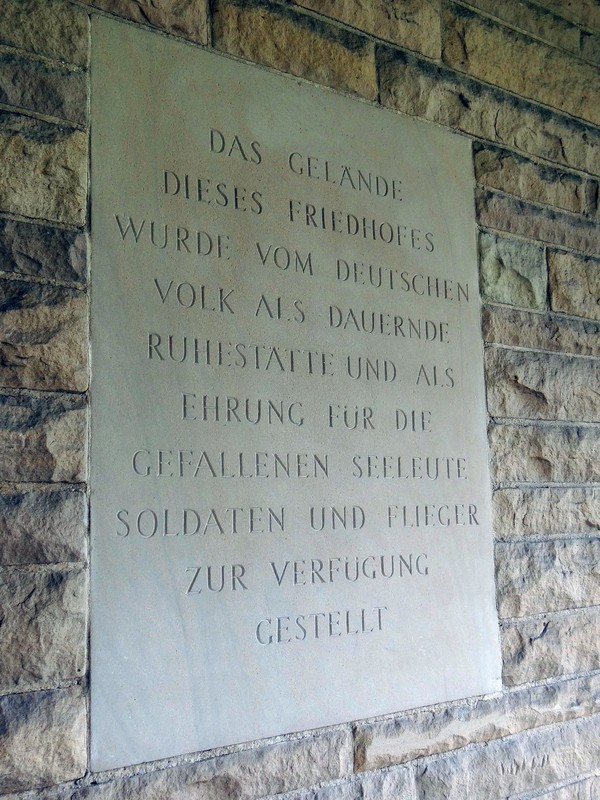 DAS GELÄNDE
DIESES FRIEDHOFES
WURDE VOM DEUTSCHEN
VOLK ALS DAUERNDE
RUHESTÄTTE UND ALS
EHRUNG FÜR DIE
GEFALLENEN SEELEUTE
SOLDATEN UND FLIEGER
ZUR VERFÜGUNG
GESTELLT